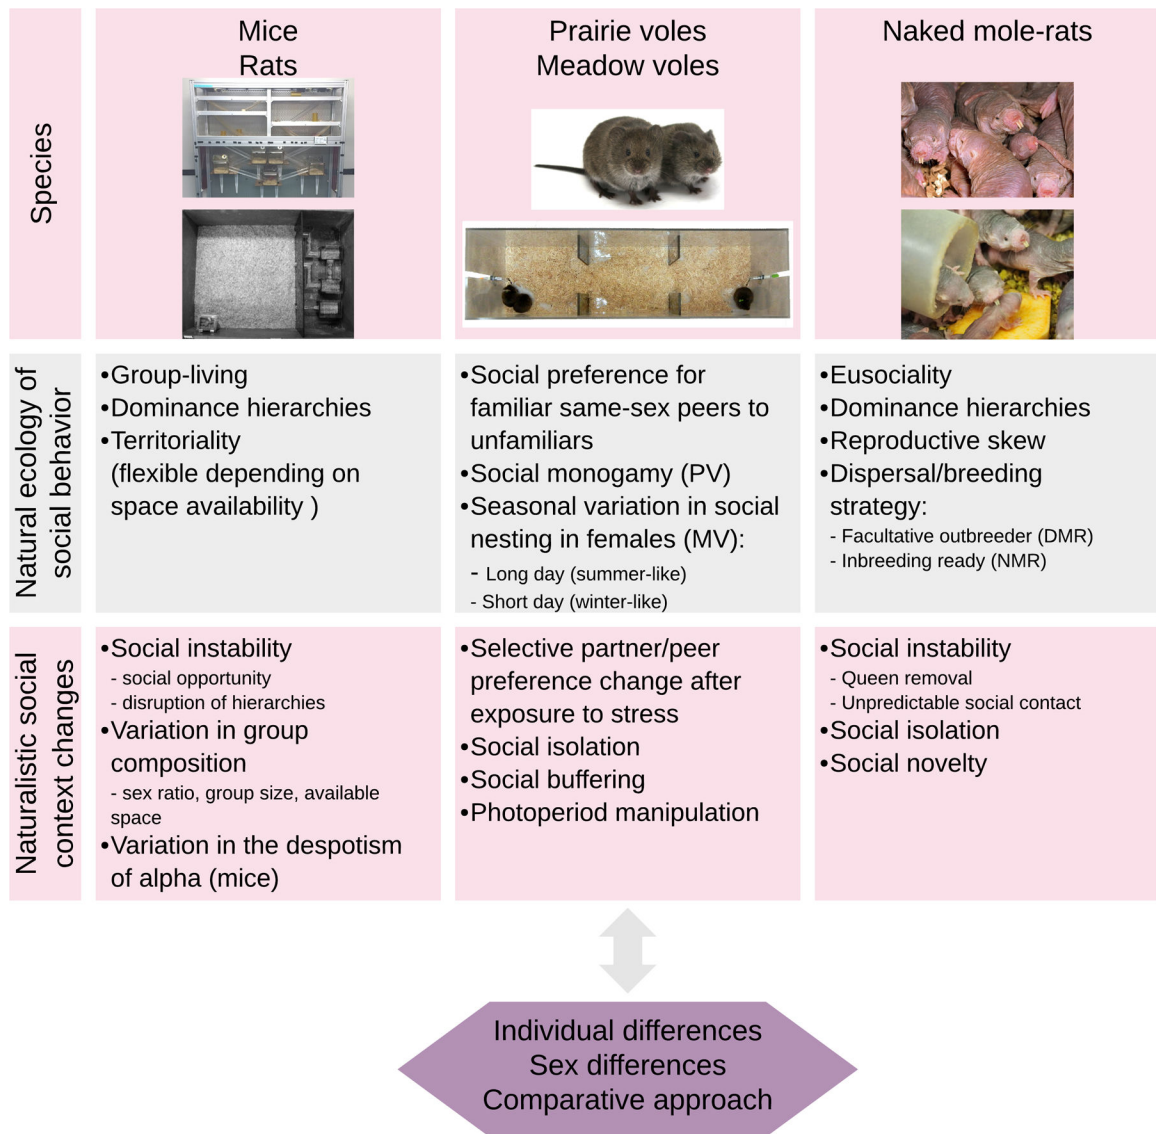 Species
Mice
Rats
Prairie voles
Meadow voles
Naked mole-rats
Natural ecology of
social behavior
•Group-living
•Dominance hierarchies
•Territoriality
(flexible depending on
space availability )
•Social preference for
familiar same-sex peers to
unfamiliars
•Social monogamy (PV)
•Seasonal variation in social
nesting in females (MV):
- Long day (summer-like)
- Short day (winter-like)
•Eusociality
•Dominance hierarchies
•Reproductive skew
•Dispersal/breeding
strategy:
- Facultative outbreeder (DMR)
- Inbreeding ready (NMR)
Naturalistic social
context changes
•Social instability
- social opportunity
- disruption of hierarchies
•Variation in group
composition
- sex ratio, group size, available
space
•Variation in the despotism
of alpha (mice)
•Selective partner/peer
preference change after
exposure to stress
•Social isolation
•Social buffering
•Photoperiod manipulation
•Social instability
- Queen removal
- Unpredictable social contact
•Social isolation
•Social novelty
Individual differences
Sex differences
Comparative approach